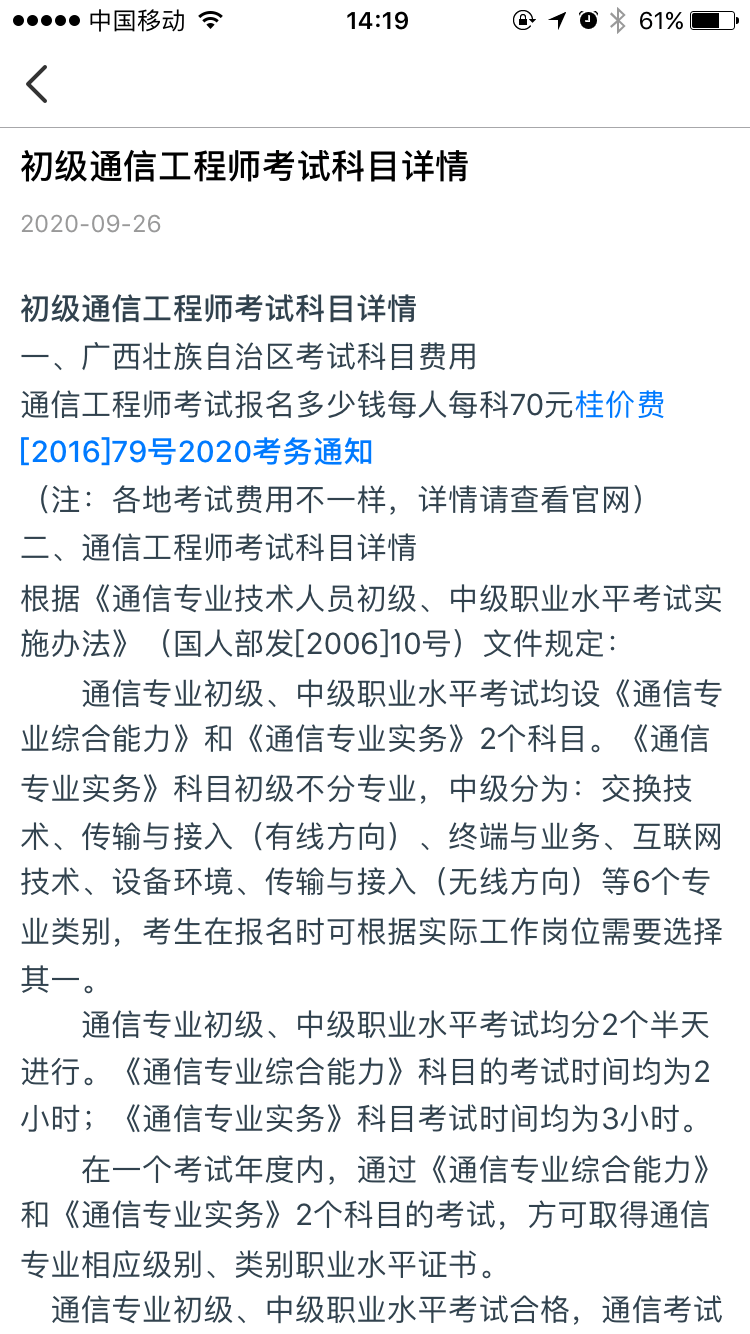 中国移动 14:19 61%
初级通信工程师考试科目详情
2020-09-26
初级通信工程师考试科目详情
一、广西壮族自治区考试科目费用
通信工程师考试报名多少钱每人每科70元桂价费
[2016]79号2020考务通知
（注：各地考试费用不一样，详情请查看官网）
二、通信工程师考试科目详情
根据《通信专业技术人员初级、中级职业水平考试实
施办法》（国人部发[2006]10号）文件规定：
通信专业初级、中级职业水平考试均设《通信专
业综合能力》和《通信专业实务》2个科目。《通信
专业实务》科目初级不分专业，中级分为：交换技
术、传输与接入（有线方向）、终端与业务、互联网
技术、设备环境、传输与接入（无线方向）等6个专
业类别，考生在报名时可根据实际工作岗位需要选择
其一。
通信专业初级、中级职业水平考试均分2个半天
进行。《通信专业综合能力》科目的考试时间均为2
小时；《通信专业实务》科目考试时间均为3小时。
在一个考试年度内，通过《通信专业综合能力》
和《通信专业实务》2个科目的考试，方可取得通信
专业相应级别、类别职业水平证书。
通信专业初级、中级职业水平考试合格，通信考试